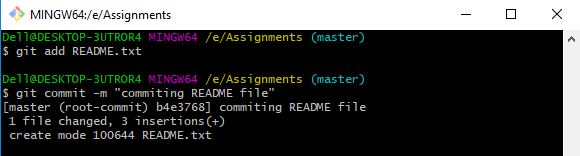 MINGW64:/e/Assignments
Dell@DESKTOP-3UTROR4 MINGW64 /e/Assignments (master)
$ git add README.txt
Dell@DESKTOP-3UTROR4 MINGW64 /e/Assignments (master)
$ git commit -m "commiting README file"
[master (root-commit) b4e3768] commiting README file
 1 file changed, 3 insertions(+)
 create mode 100644 README.txt